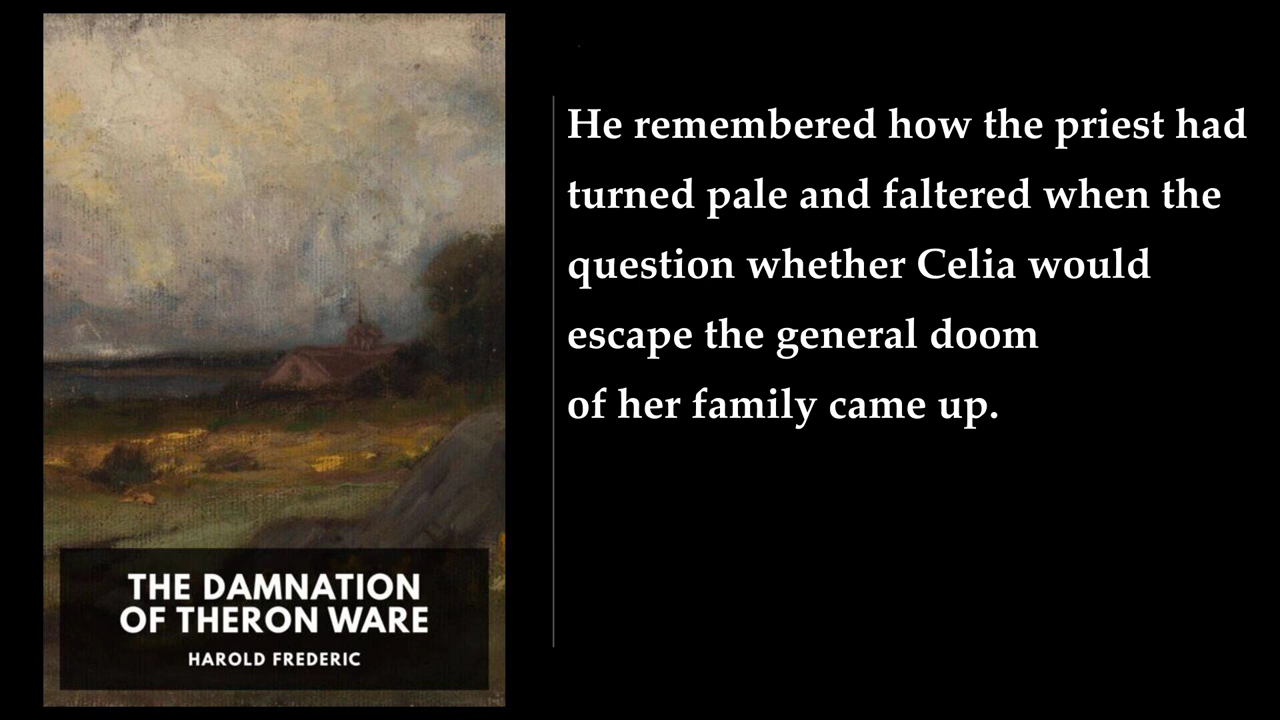 He remembered how the priest had
turned pale and faltered when the
question whether Celia would
escape the general doom
of her family came up.
THE DAMNATION
OF THERON WARE
HAROLD FREDERIC